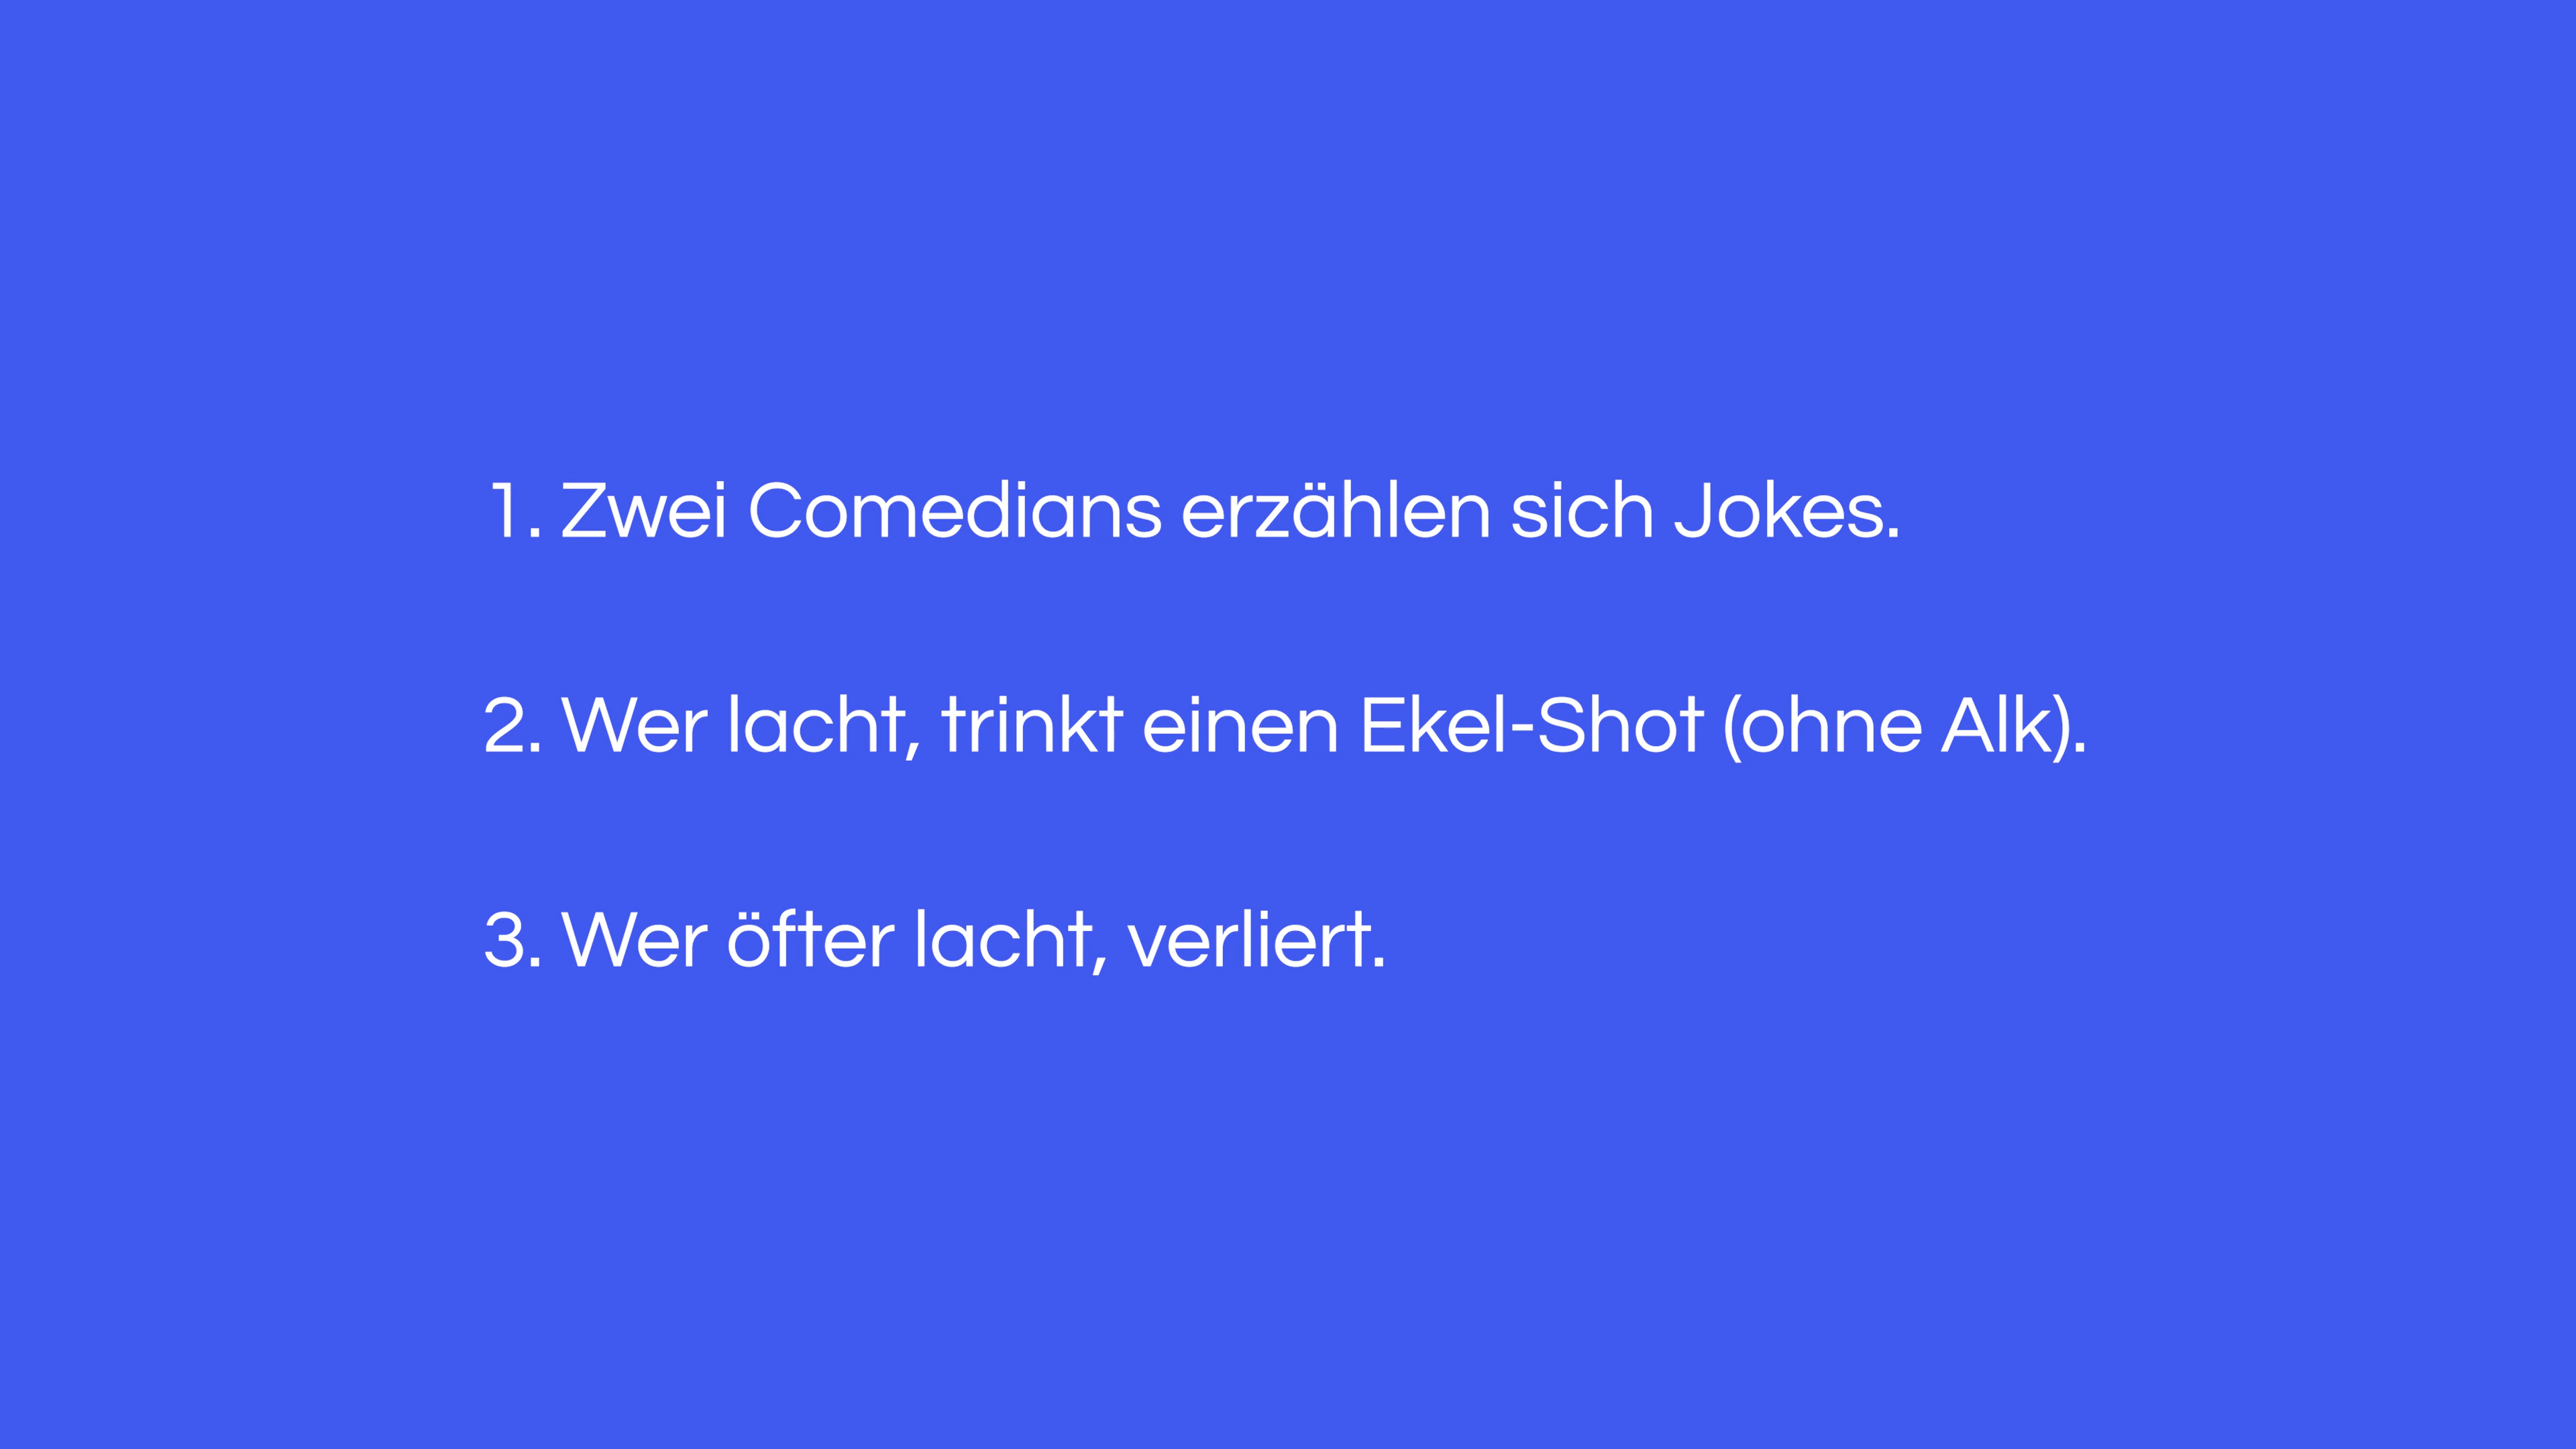 1. Zwei Comedians erzählen sich Jokes.
2. Wer lacht, trinkt einen Ekel-Shot (ohne Alk).
3. Wer öfter lacht, verliert.